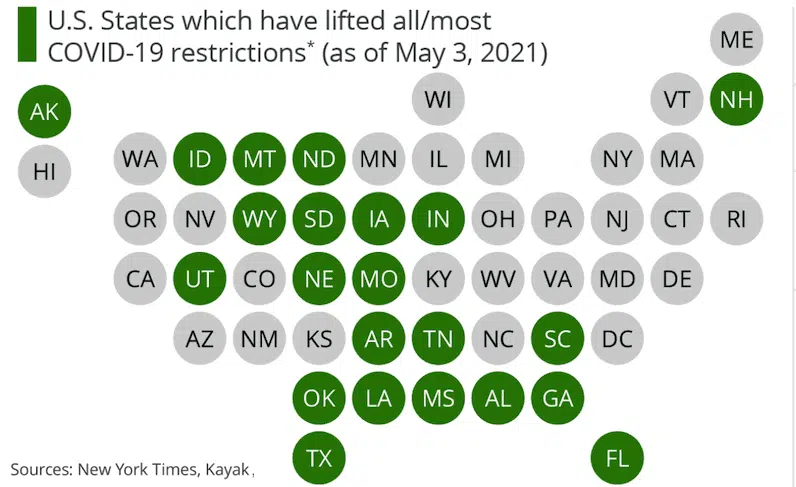 U.S. States which have lifted all/most
COVID-19 restrictions* (as of May 3, 2021)
ME
AK WI VT NH
HI WA ID MT ND MN IL MI NY MA
OR NV WY SD IA IN OH PA NJ CT RI
CA UT CO NE MO KY WV VA MD DE
AZ NM KS AR TN NC SC DC
OK LA MS AL GA
TX FL
Sources: New York Times, Kayak,